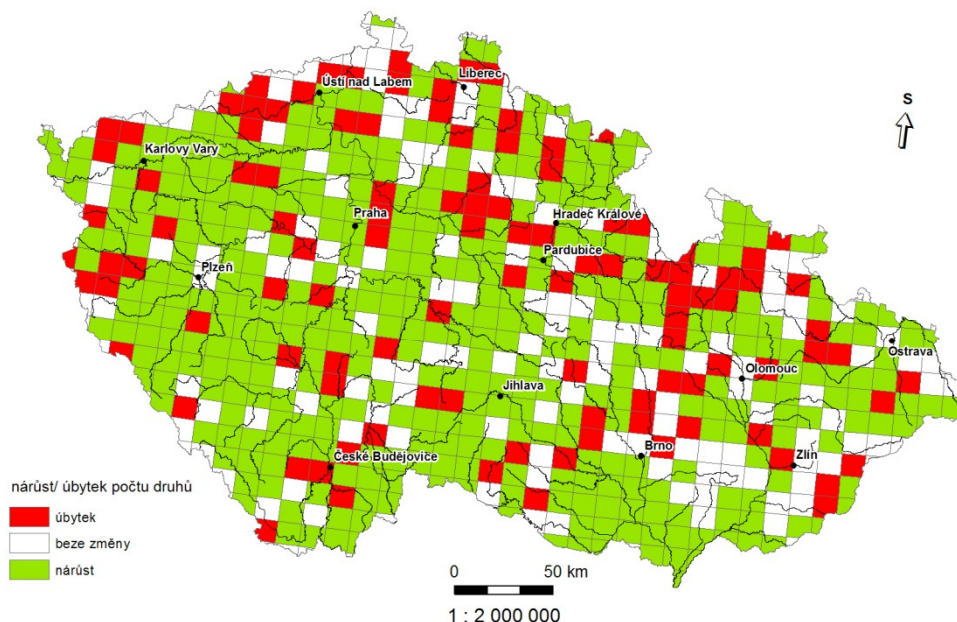 Liberec
Ústí nad Labem
S
Karlovy Vary
Praha
Hradec Králové
Pardubice
Plzeň
Ostrava
Olomouc
Jihlava
Brno
Zlín
České Budějovice
nárůst/ úbytek počtu druhů
úbytek
beze změny
nárůst
0 50 km
1 : 2 000 000